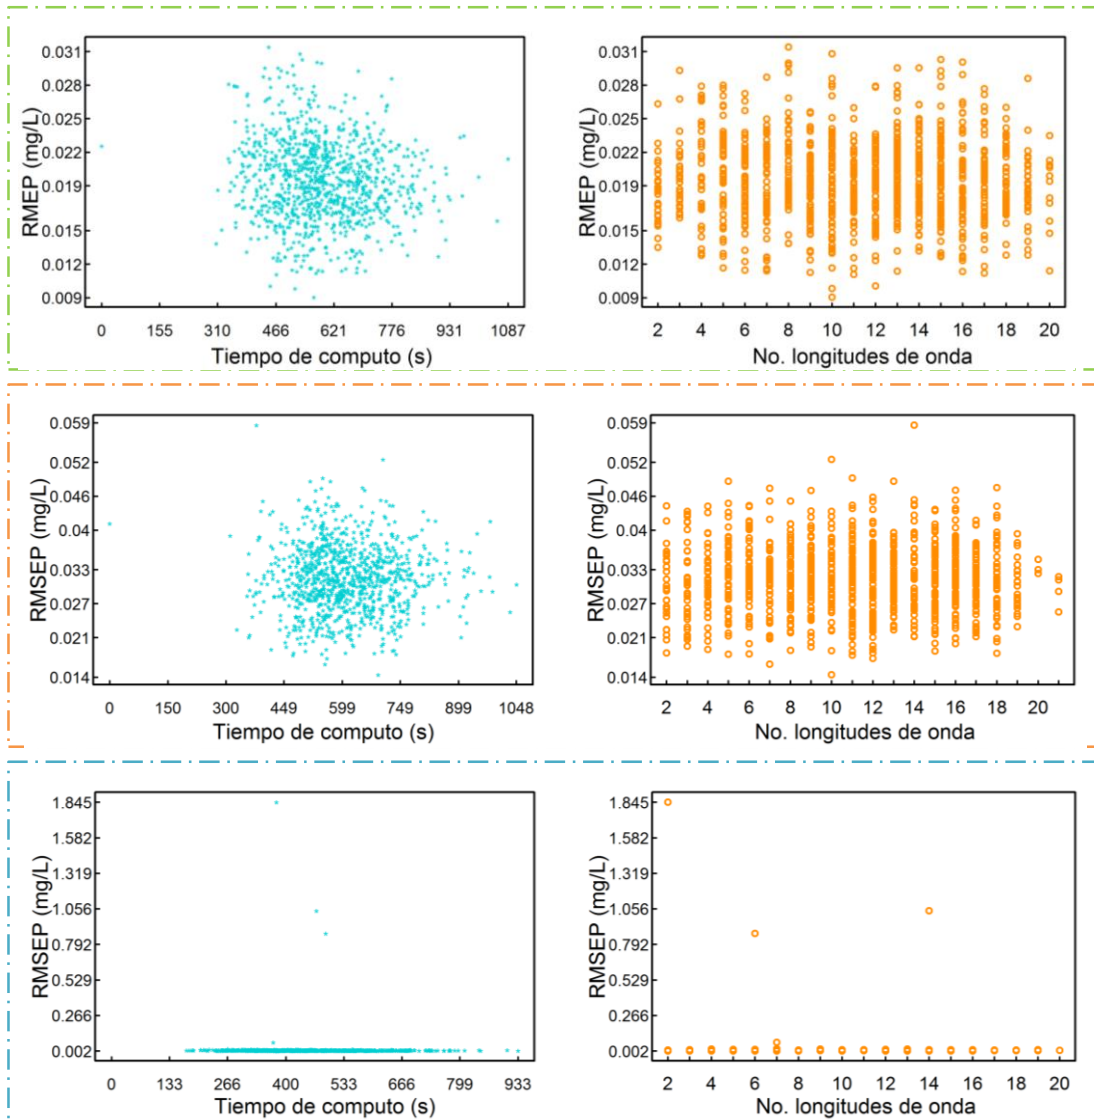 RMEP (mg/L)
0.031
0.028
0.025
0.022
0.019
0.015
0.012
0.009
0 155 310 466 621 776 931 1087
Tiempo de computo (s)
RMEP (mg/L)
0.031
0.028
0.025
0.022
0.019
0.015
0.012
0.009
2 4 6 8 10 12 14 16 18 20
No. longitudes de onda
RMSEP (mg/L)
0.059
0.052
0.046
0.04
0.033
0.027
0.021
0.014
0 150 300 449 599 749 899 1048
Tiempo de computo (s)
RMSEP (mg/L)
0.059
0.052
0.046
0.04
0.033
0.027
0.021
0.014
2 4 6 8 10 12 14 16 18 20
No. longitudes de onda
RMSEP (mg/L)
1.845
1.582
1.319
1.056
0.792
0.529
0.266
0.002
0 133 266 400 533 666 799 933
Tiempo de computo (s)
RMSEP (mg/L)
1.845
1.582
1.319
1.056
0.792
0.529
0.266
0.002
2 4 6 8 10 12 14 16 18 20
No. longitudes de onda